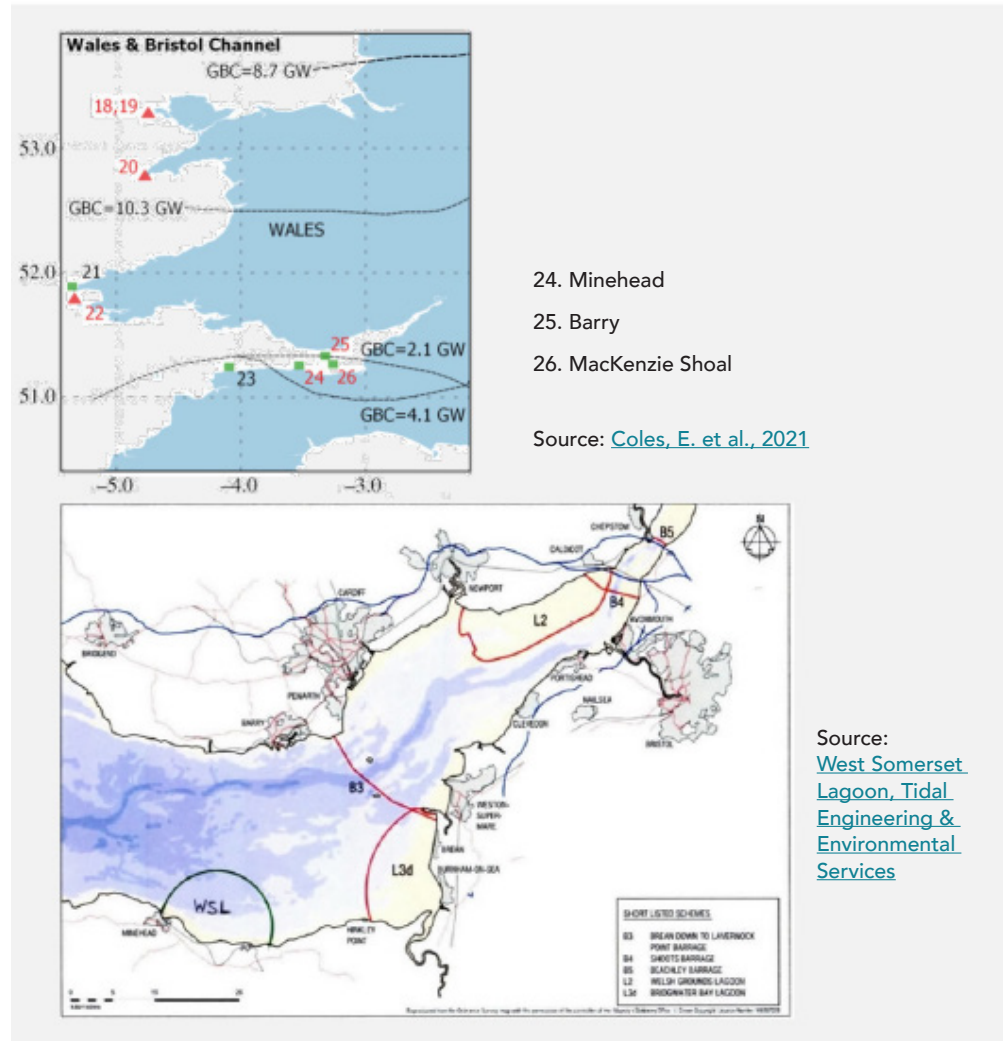 Wales & Bristol Channel
GBC=8.7 GW
18,19
53.0
20
GBC=10.3 GW
WALES
52.0
21
22
25
GBC=2.1 GW
23
24
26
51.0
GBC=4.1 GW
-5.0
-4.0
-3.0
24. Minehead
25. Barry
26. MacKenzie Shoal
Source: Coles, E. et al., 2021
N
CHEPSTOW
B5
CALDICOT
NEWPORT
CARDIFF
B4
AVONMOUTH
L2
BRIDGEND
PORTISHEAD
PENARTH
NAILSEA
CLEVEDON
BARRY
BRISTOL
B3
WESTON-
SUPER-
MARE
BREAN
L3d
BURNHAM-ON-SEA
WSL
MINEHEAD
HINKLEY
POINT
SHORT LISTED SCHEMES
B3 BREAN DOWN TO LAVERNOCK
POINT BARRAGE
B4 SHOOTS BARRAGE
B5 BEACHLEY BARRAGE
L2 WELSH GROUNDS LAGOON
L3d BRIDGWATER BAY LAGOON
Source:
West Somerset
Lagoon, Tidal
Engineering &
Environmental
Services